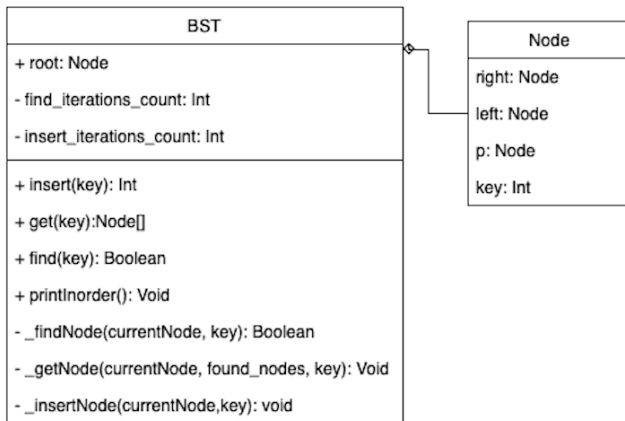 BST
+ root: Node
- find_iterations_count: Int
- insert_iterations_count: Int
+ insert(key): Int
+ get(key):Node[]
+ find(key): Boolean
+ printInorder(): Void
- _findNode(currentNode, key): Boolean
- _getNode(currentNode, found_nodes, key): Void
- _insertNode(currentNode,key): void
Node
right: Node
left: Node
p: Node
key: Int